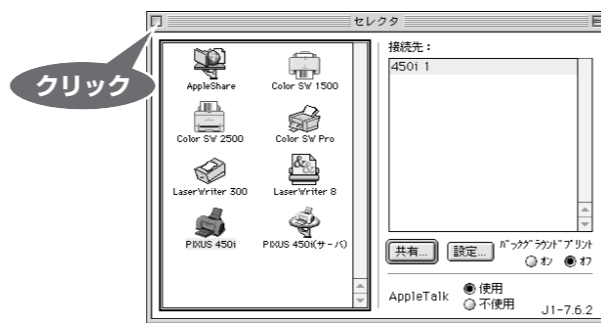 セレクタ
クリック
AppleShare
Color SW 1500
Color SW 2500
Color SW Pro
LaserWriter 300
LaserWriter 8
PIXUS 450i
PIXUS 450i(サーバ)
接続先：
450i 1
共有...
設定...
バックグラウンドプリント
オン
オフ
AppleTalk
使用
不使用
J1-7.6.2